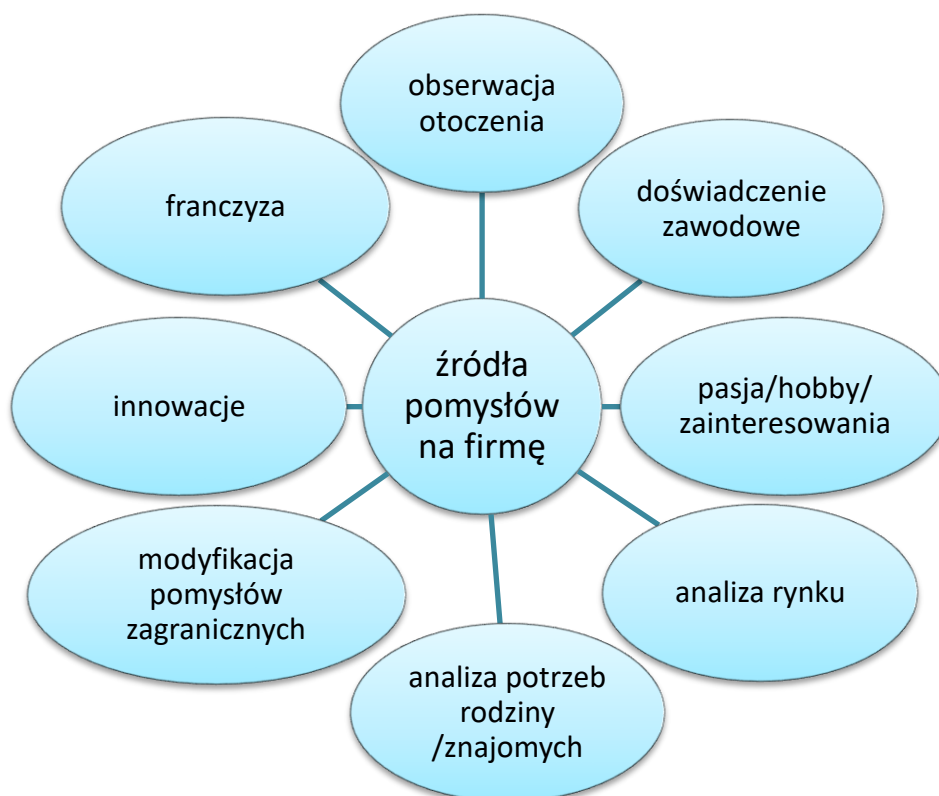 obserwacja
otoczenia
doświadczenie
zawodowe
pasja/hobby/
zainteresowania
analiza rynku
analiza potrzeb
rodziny
/znajomych
modyfikacja
pomysłów
zagranicznych
innowacje
franczyza
źródła
pomysłów
na firmę